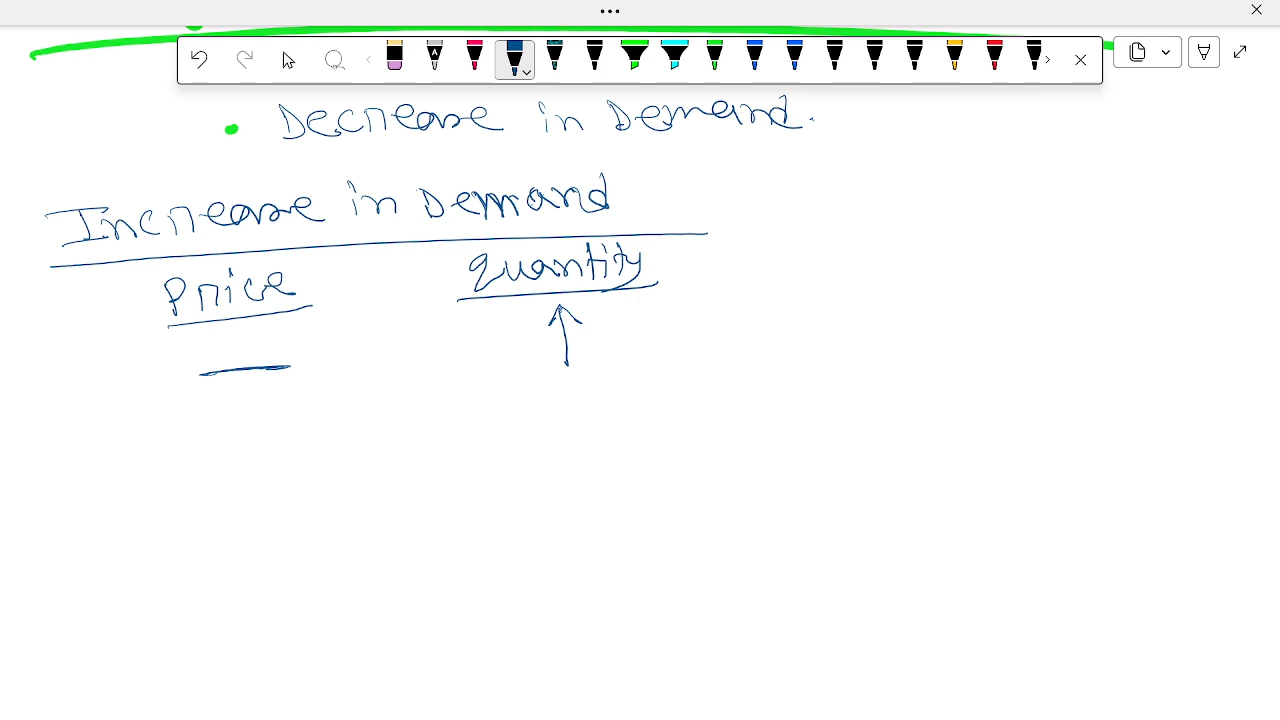 • Decrease in Demand.
Increase in Demand
Price Quantity
— ↑